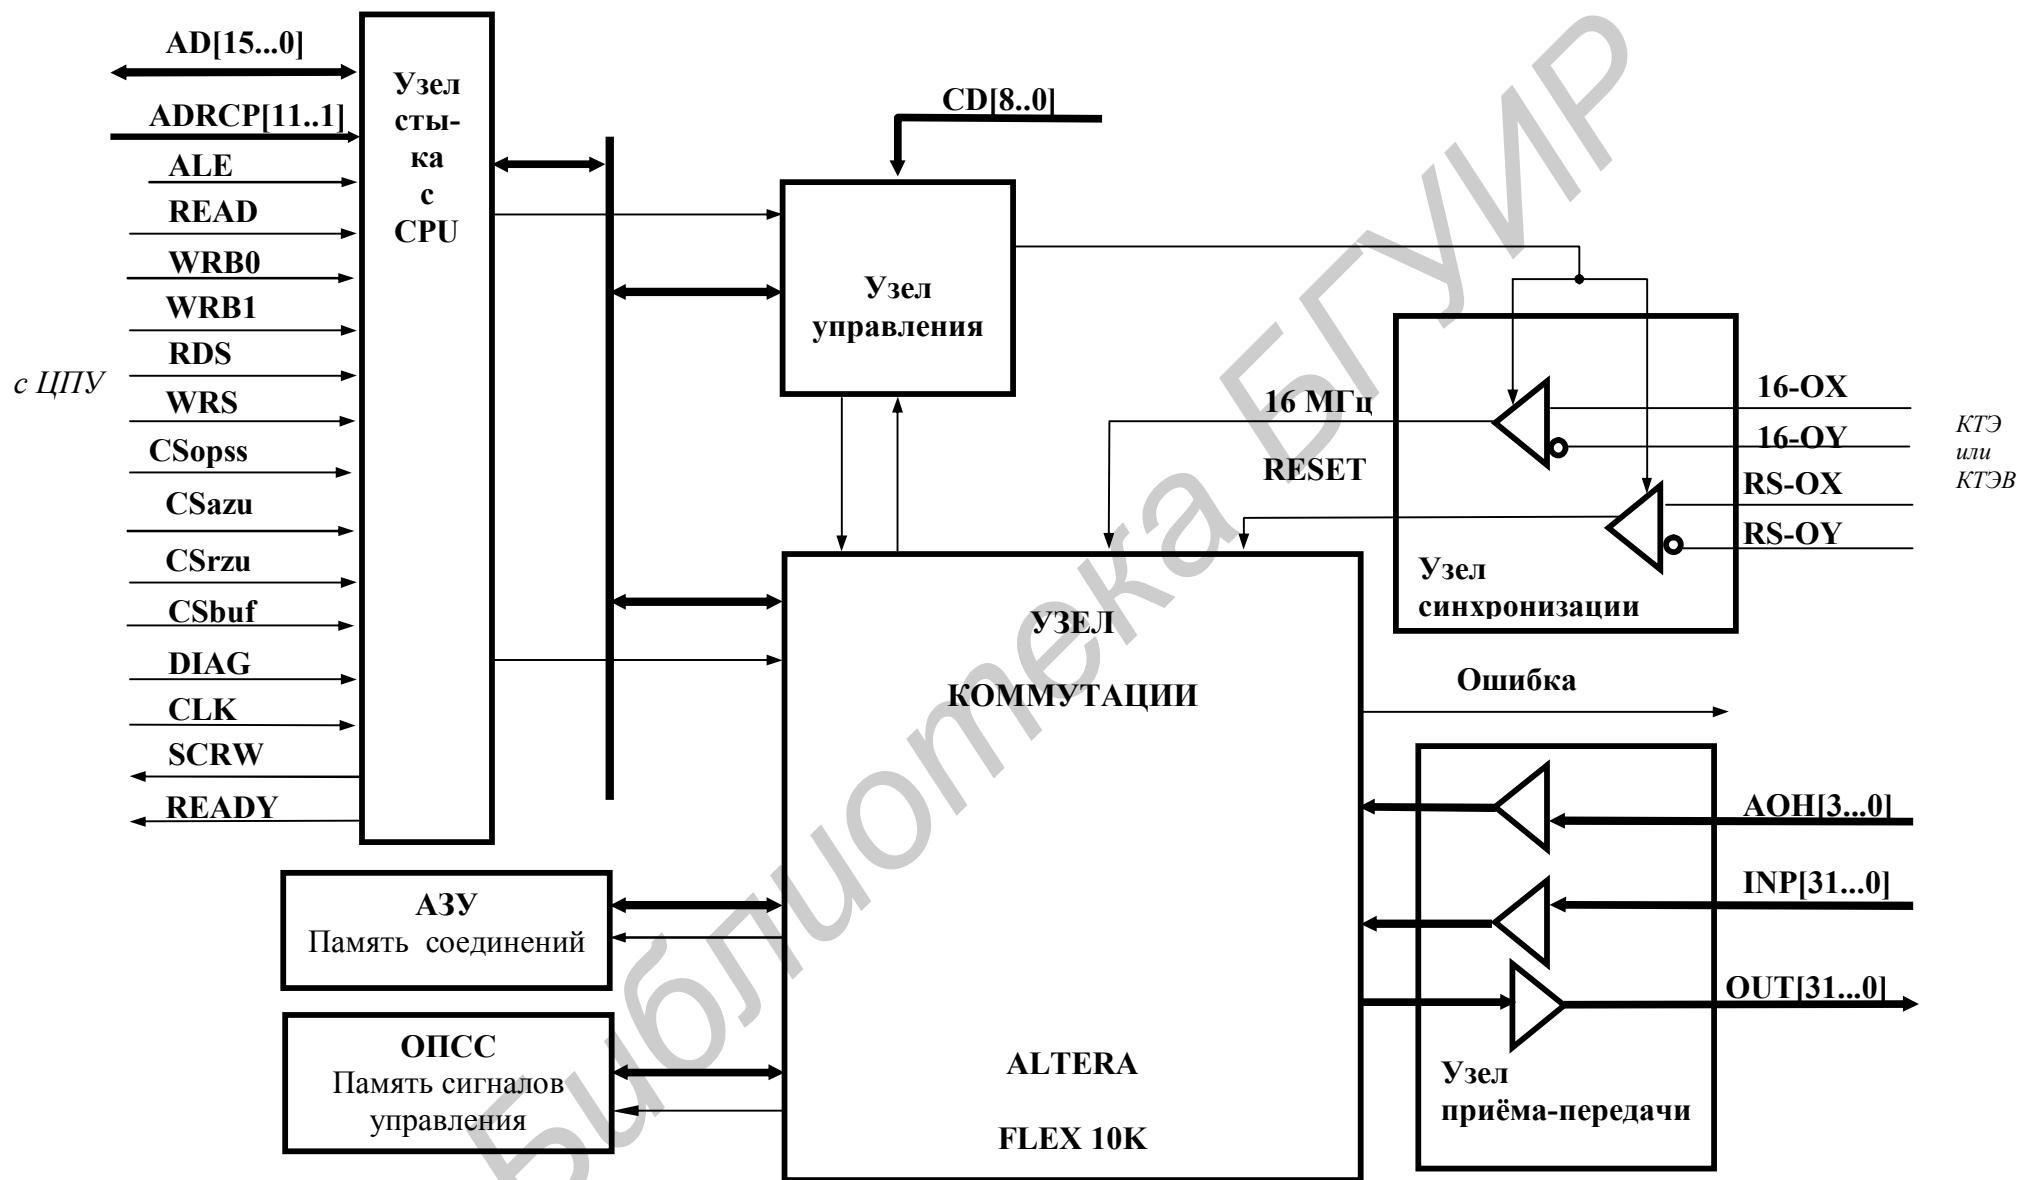 AD[15...0]
ADRCP[11..1]
ALE
READ
WRB0
WRB1
RDS
с ЦПУ
WRS
CSopss
CSazu
CSrzu
CSbuf
DIAG
CLK
SCRW
READY
Узел
сты-
ка
с
CPU
CD[8..0]
Узел
управления
16 МГц
RESET
16-OX
16-OY
RS-OX
RS-OY
КТЭ
или
КТЭВ
Узел
синхронизации
УЗЕЛ
КОММУТАЦИИ
ALTERA
FLEX 10K
Ошибка
АОН[3...0]
INP[31...0]
OUT[31...0]
Узел
приёма-передачи
АЗУ
Память соединений
ОПСС
Память сигналов
управления
Библиотека БГУИР